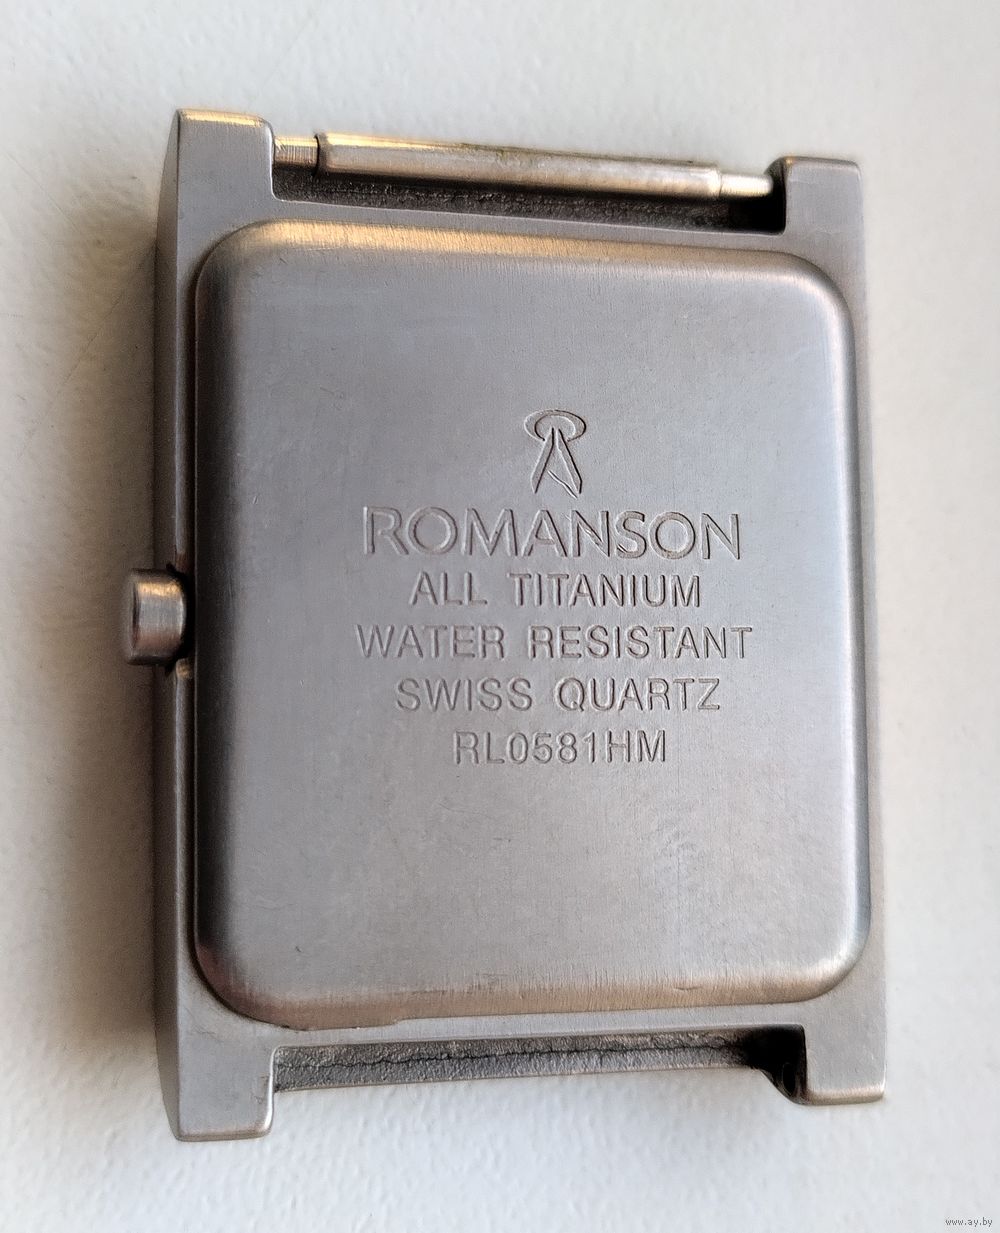 ROMANSON
ALL TITANIUM
WATER RESISTANT
SWISS QUARTZ
RL0581HM
www.ay.by